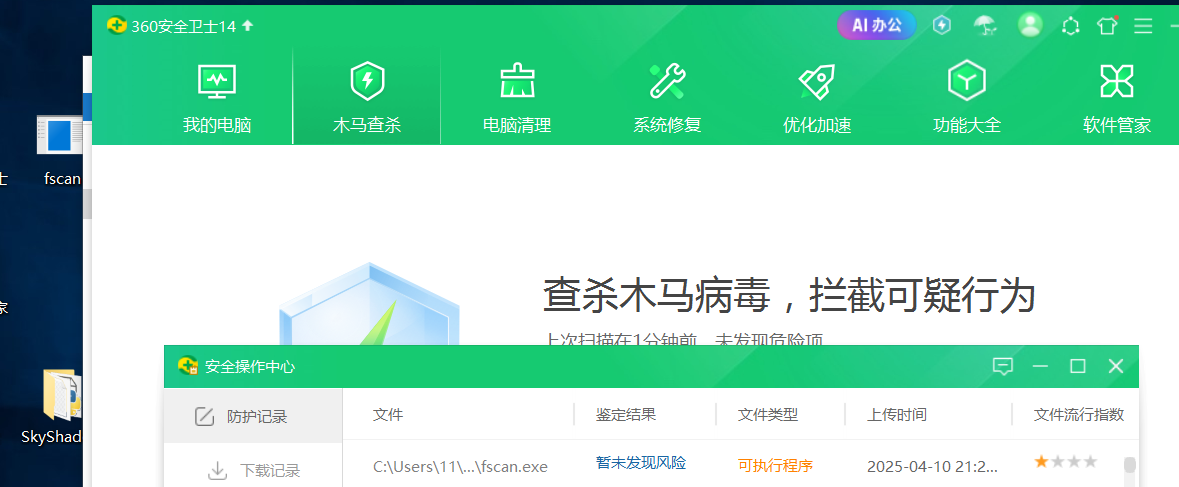 360安全卫士14
AI 办公
我的电脑
木马查杀
电脑清理
系统修复
优化加速
功能大全
软件管家
士
fscan
查杀木马病毒，拦截可疑行为
上次扫描在1分钟前，未发现危险项
家
安全操作中心
防护记录
文件
鉴定结果
文件类型
上传时间
文件流行指数
SkyShad
下载记录
C:\Users\11\...\fscan.exe
暂未发现风险
可执行程序
2025-04-10 21:2...